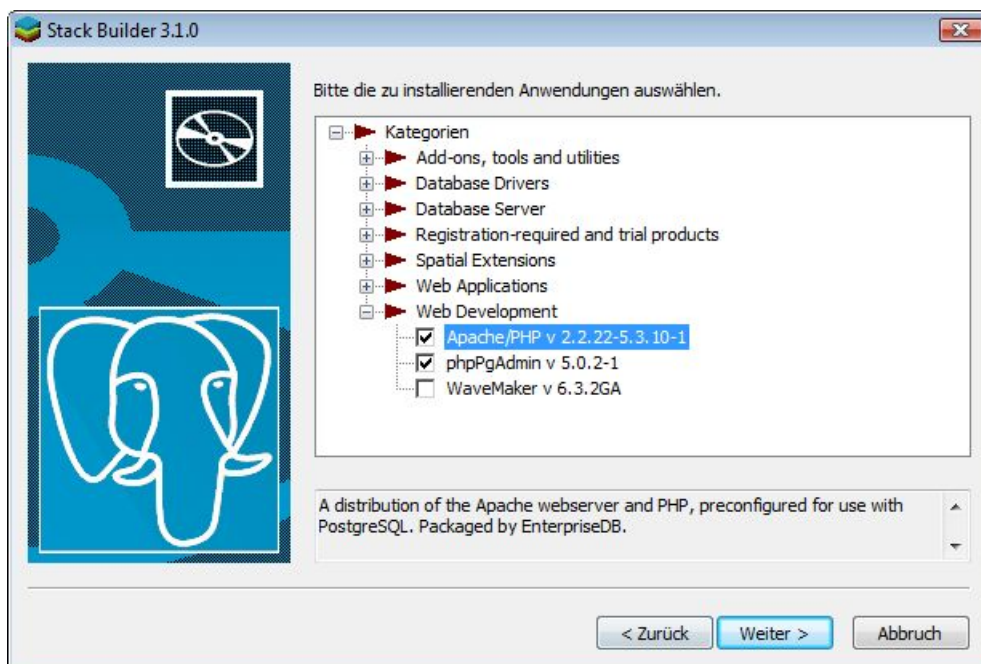 Stack Builder 3.1.0
Bitte die zu installierenden Anwendungen auswählen.
Kategorien
Add-ons, tools and utilities
Database Drivers
Database Server
Registration-required and trial products
Spatial Extensions
Web Applications
Web Development
Apache/PHP v 2.2.22-5.3.10-1
phpPgAdmin v 5.0.2-1
WaveMaker v 6.3.2GA
A distribution of the Apache webserver and PHP, preconfigured for use with
PostgreSQL. Packaged by EnterpriseDB.
< Zurück
Weiter >
Abbruch